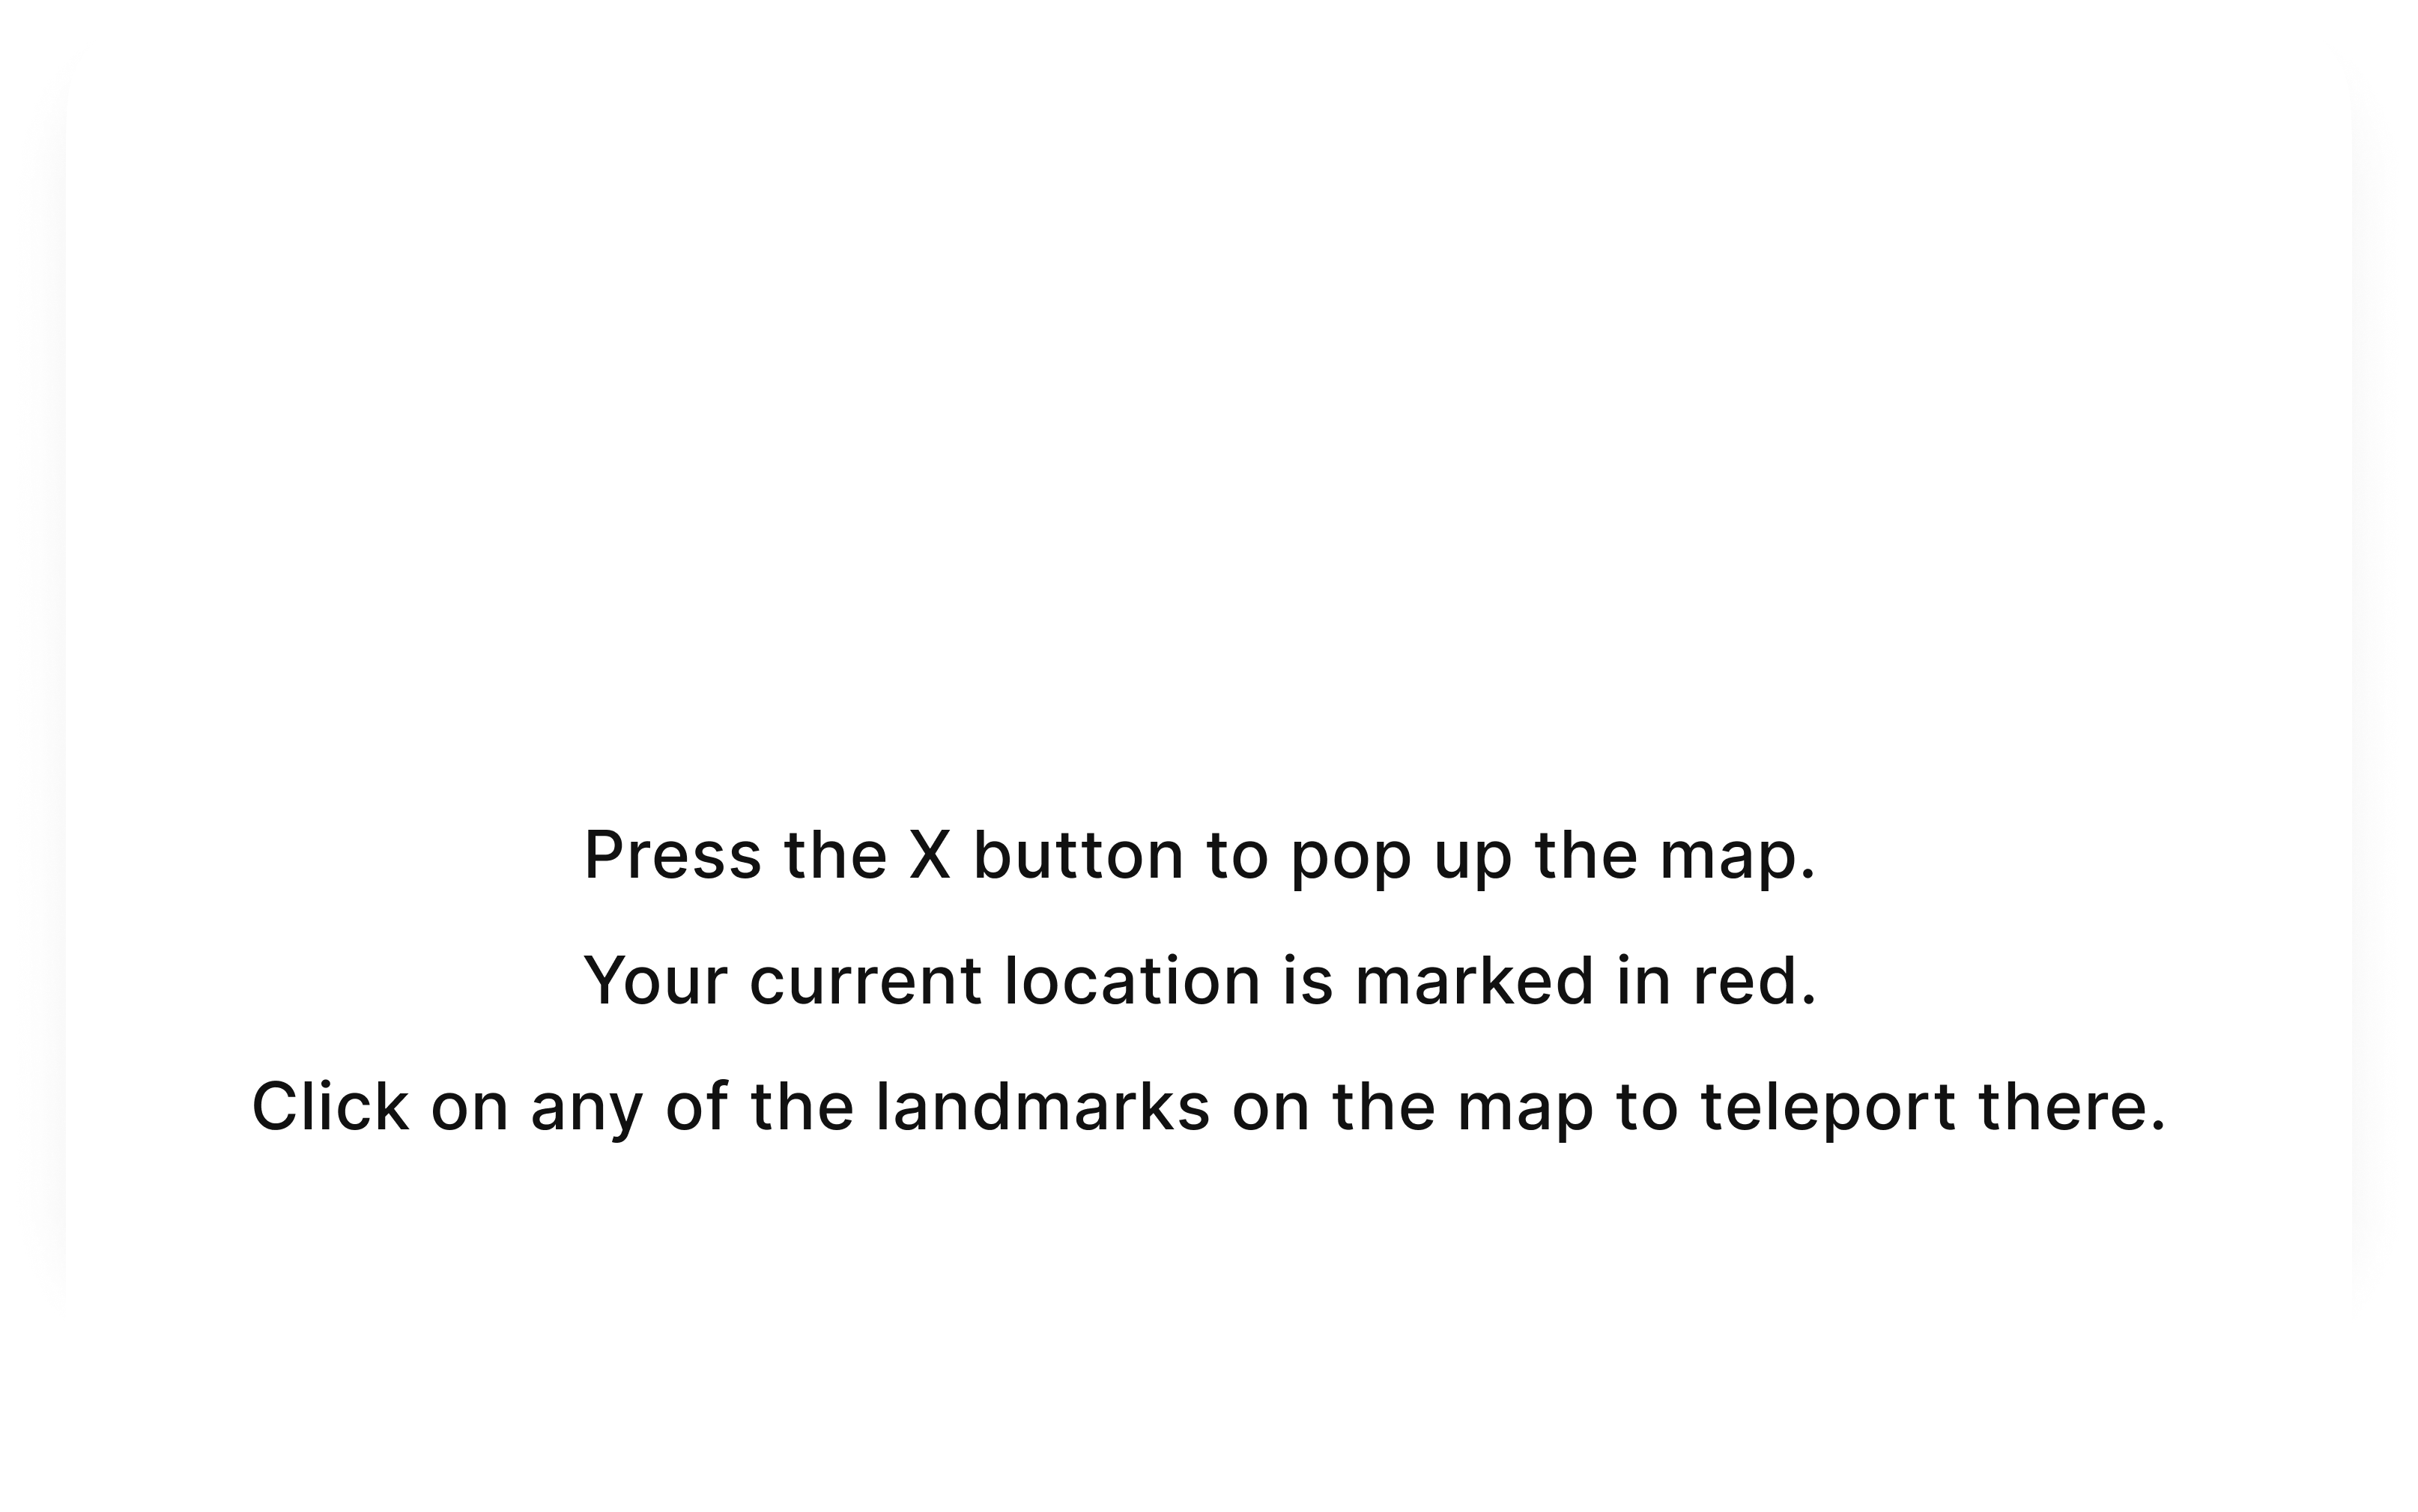 Press the X button to pop up the map.
Your current location is marked in red.
Click on any of the landmarks on the map to teleport there.